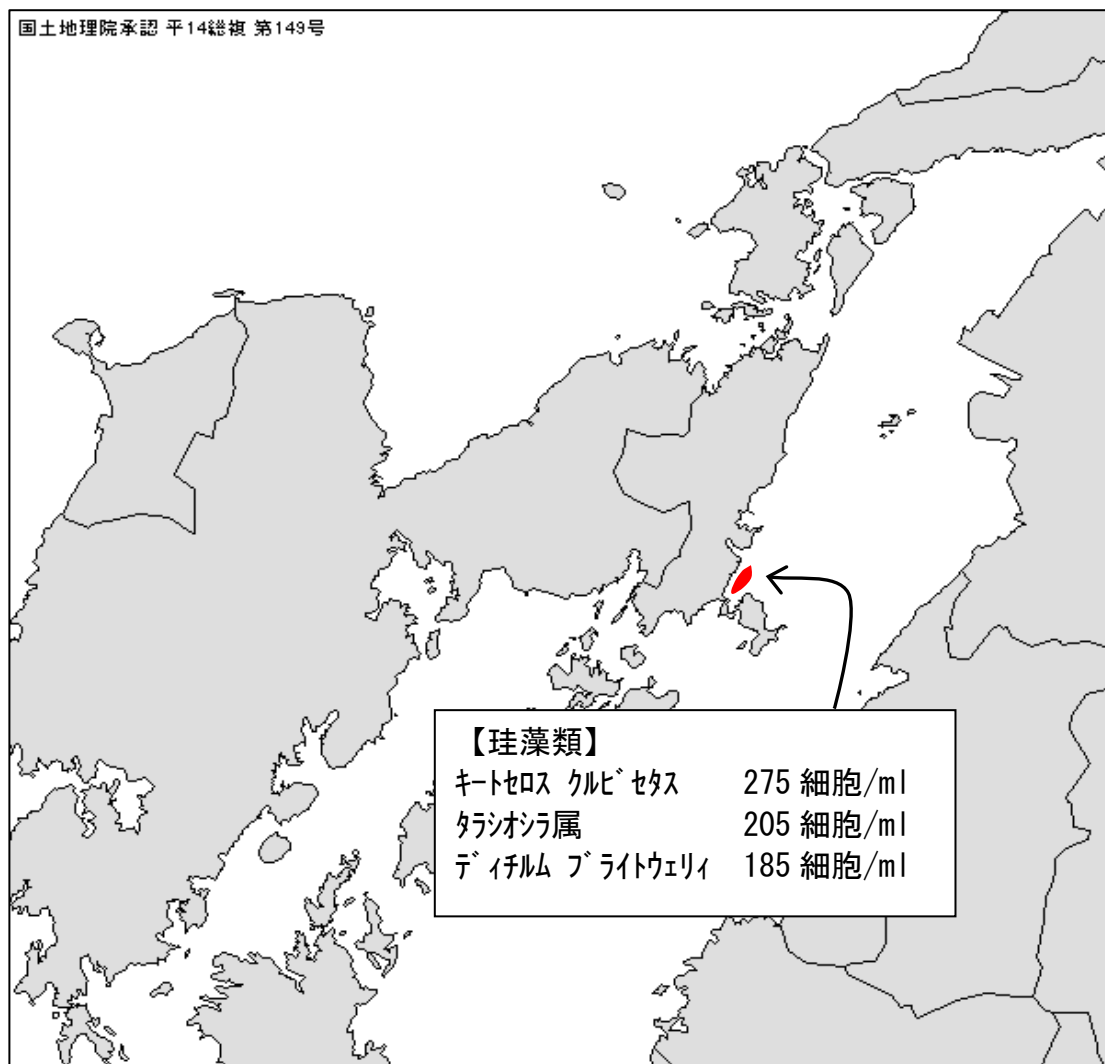 国土地理院承認 平14総複 第149号
【珪藻類】
ｷｰﾄｾﾛｽ ｸﾙﾋﾞｾﾀｽ 275 細胞/ml
ﾀﾗｼｵｼﾗ属 205 細胞/ml
ﾃﾞｨﾁﾙﾑ ﾌﾞﾗｲﾄｳｪﾘｨ 185 細胞/ml